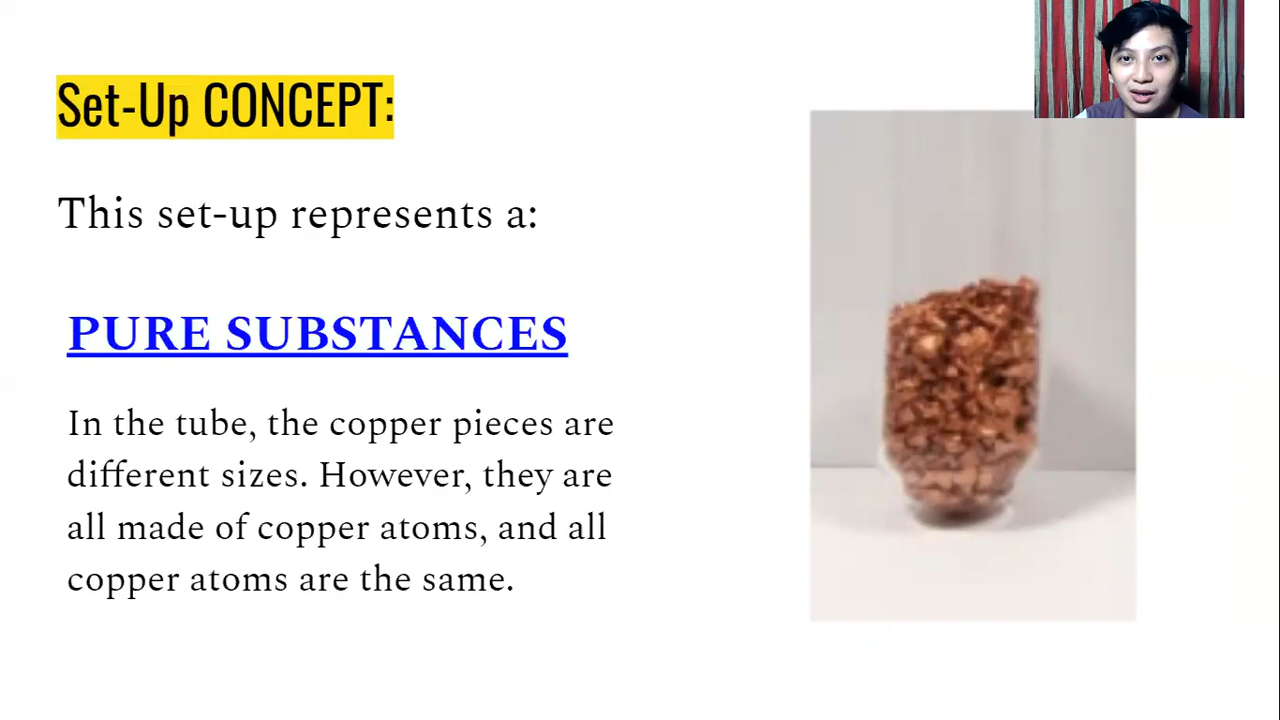 Set-Up CONCEPT:
This set-up represents a:
PURE SUBSTANCES
In the tube, the copper pieces are
different sizes. However, they are
all made of copper atoms, and all
copper atoms are the same.